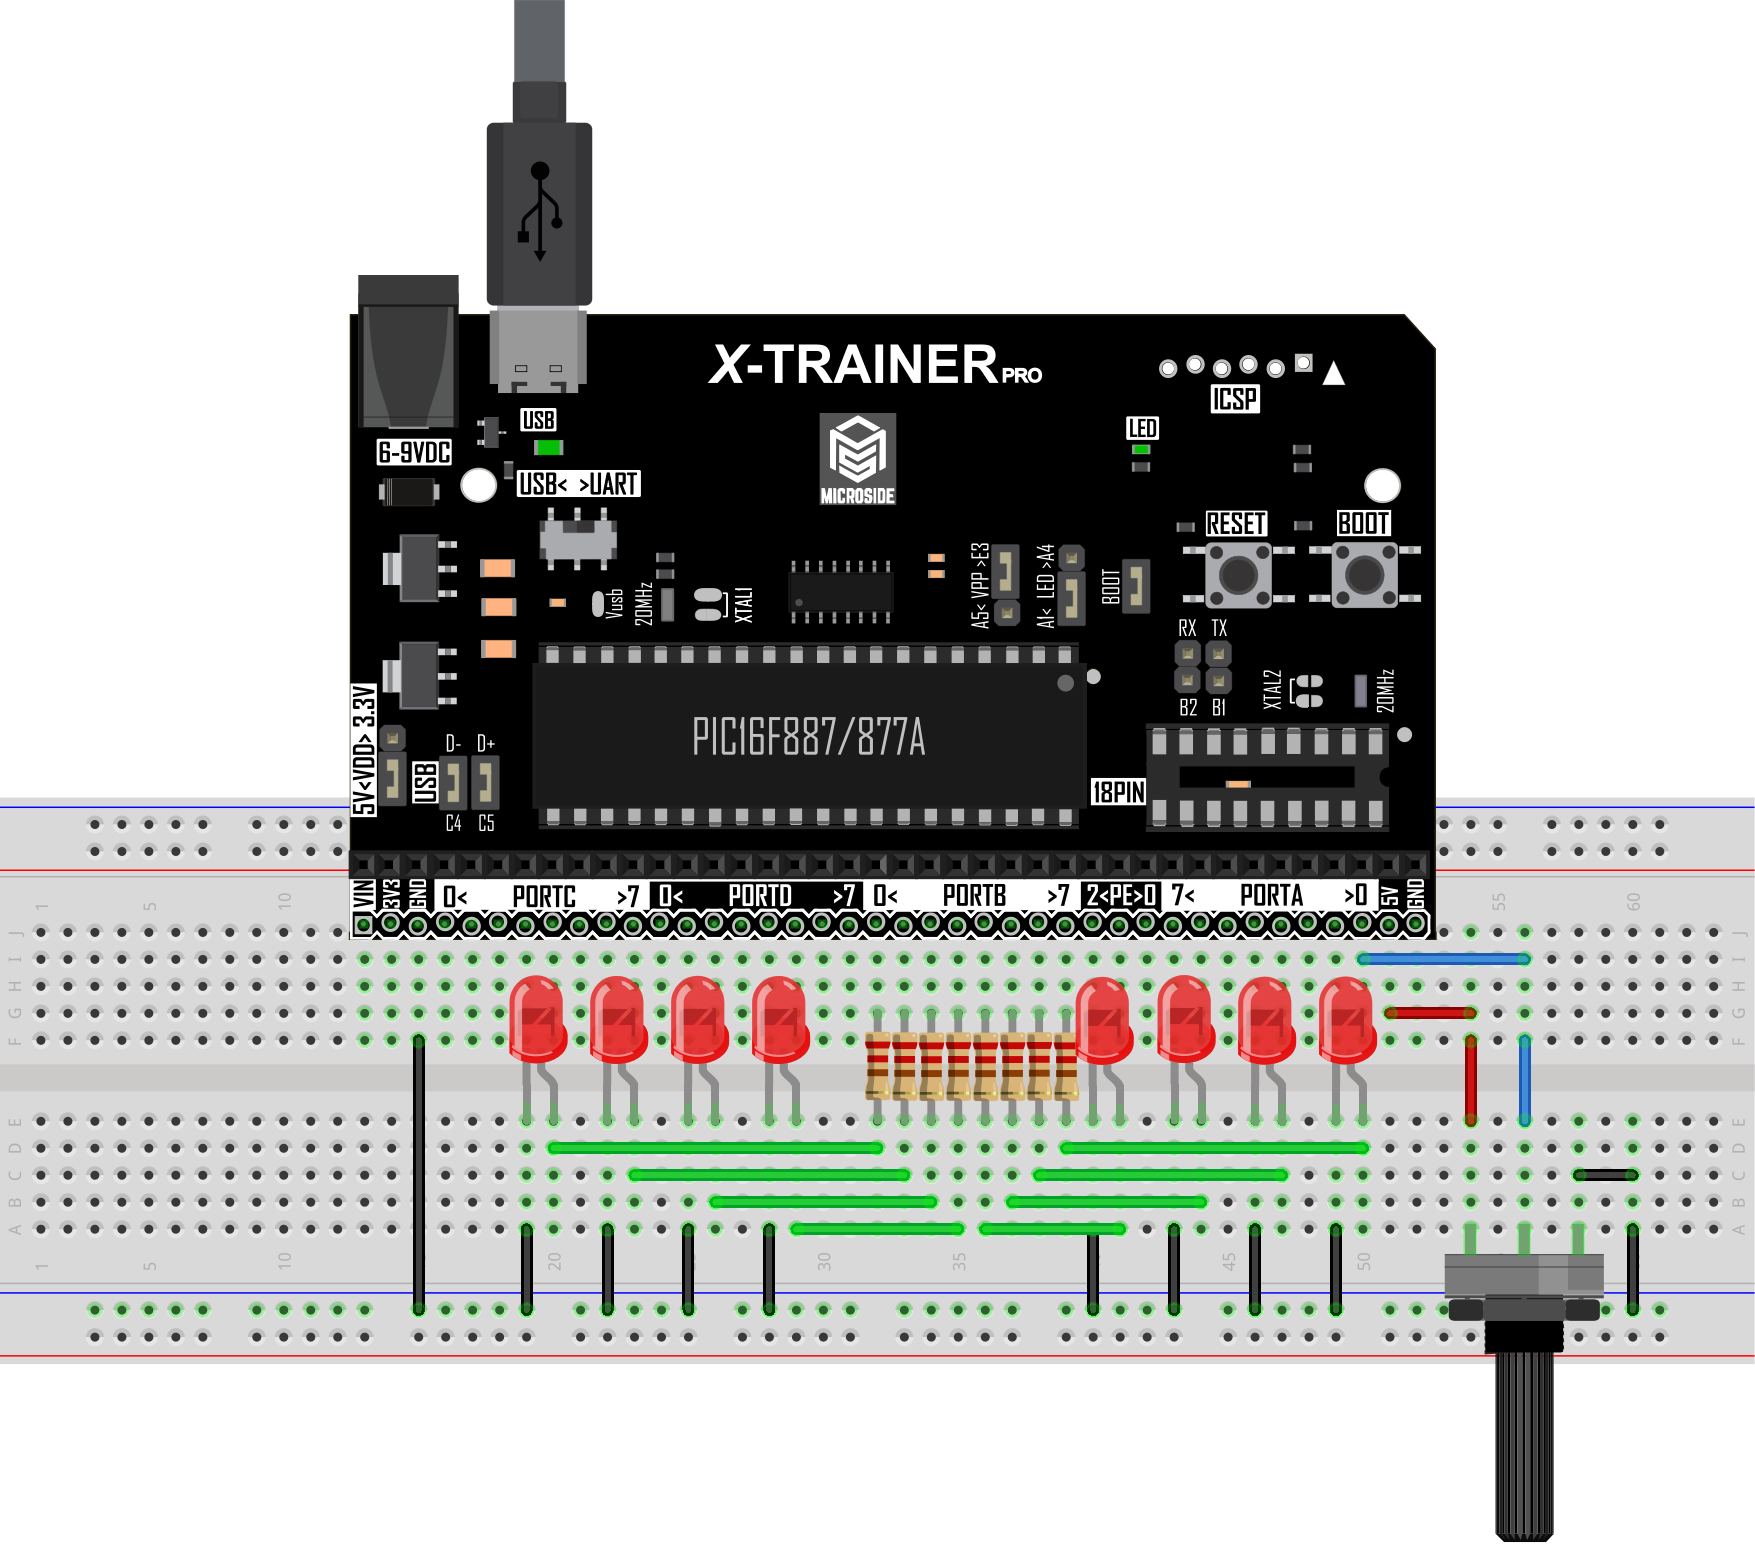 X-TRAINER PRO
ICSP
USB
LED
6-9VDC
USB< >UART
MICROSIDE
RESET
BOOT
A5< VPP >E3
A1< LED >A4
BOOT
Vusb
20MHz
XTAL1
RX TX
B2 B1
XTAL2
20MHz
5V<VDD> 3.3V
D- D+
USB
C4 C5
PIC16F887/877A
18PIN
VIN 3V3 GND 0< PORTC >7 0< PORTD >7 0< PORTB >7 2<PE>0 7< PORTA >0 5V GND
1 5 10 55 60
J J
I I
H H
G G
F F
E E
D D
C C
B B
A A
1 5 10 20 30 35 45 50